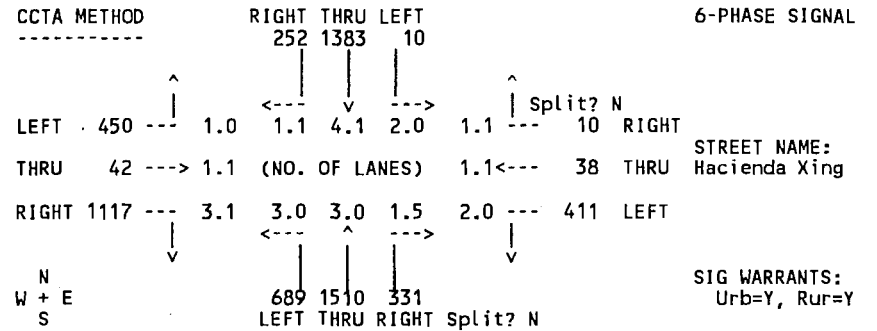 CCTA METHOD RIGHT THRU LEFT 6-PHASE SIGNAL
----------- 252 1383 10
^ ^
<--- v ---> Split? N
LEFT 450 --- 1.0 1.1 4.1 2.0 1.1 --- 10 RIGHT
STREET NAME:
THRU 42 ---> 1.1 (NO. OF LANES) 1.1<--- 38 THRU Hacienda Xing
RIGHT 1117 --- 3.1 3.0 3.0 1.5 2.0 --- 411 LEFT
<--- ^ --->
v v
N SIG WARRANTS:
W + E 689 1510 331 Urb=Y, Rur=Y
S LEFT THRU RIGHT Split? N